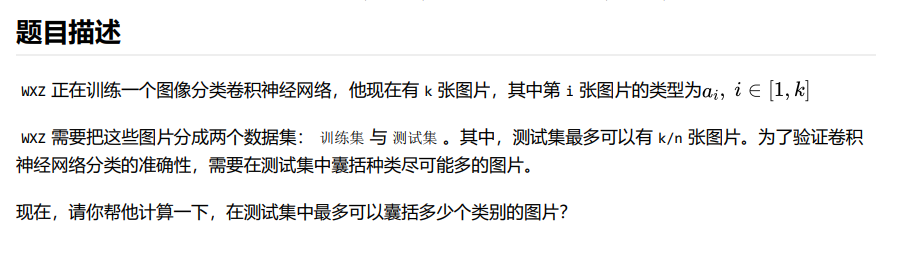 题目描述
WXZ 正在训练一个图像分类卷积神经网络，他现在有 k 张图片，其中第 i 张图片的类型为aᵢ, i ∈ [1, k]
WXZ 需要把这些图片分成两个数据集： 训练集 与 测试集 。其中，测试集最多可以有 k/n 张图片。为了验证卷积
神经网络分类的准确性，需要在测试集中囊括种类尽可能多的图片。
现在，请你帮他计算一下，在测试集中最多可以囊括多少个类别的图片？